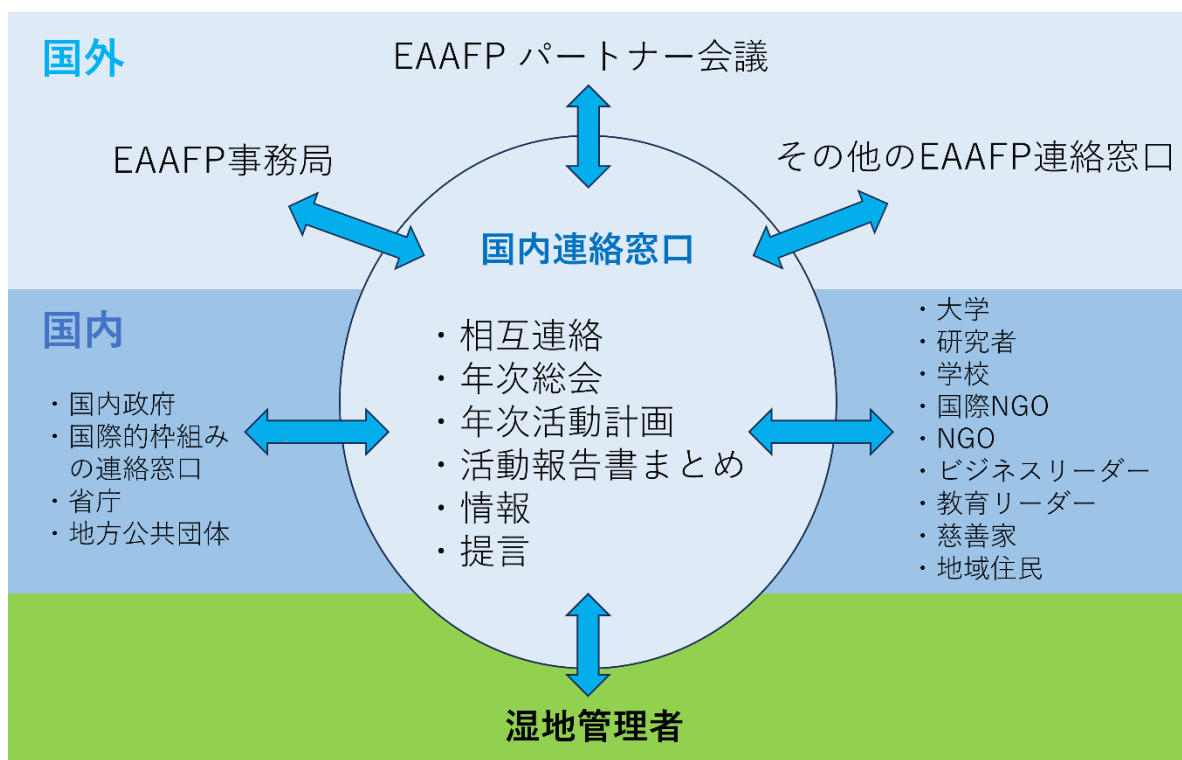 国外
EAAFP パートナー会議
EAAFP事務局
その他のEAAFP連絡窓口
国内連絡窓口
国内
・国内政府
・国際的枠組み
の連絡窓口
・省庁
・地方公共団体
・相互連絡
・年次総会
・年次活動計画
・活動報告書まとめ
・情報
・提言
・大学
・研究者
・学校
・国際NGO
・NGO
・ビジネスリーダー
・教育リーダー
・慈善家
・地域住民
湿地管理者